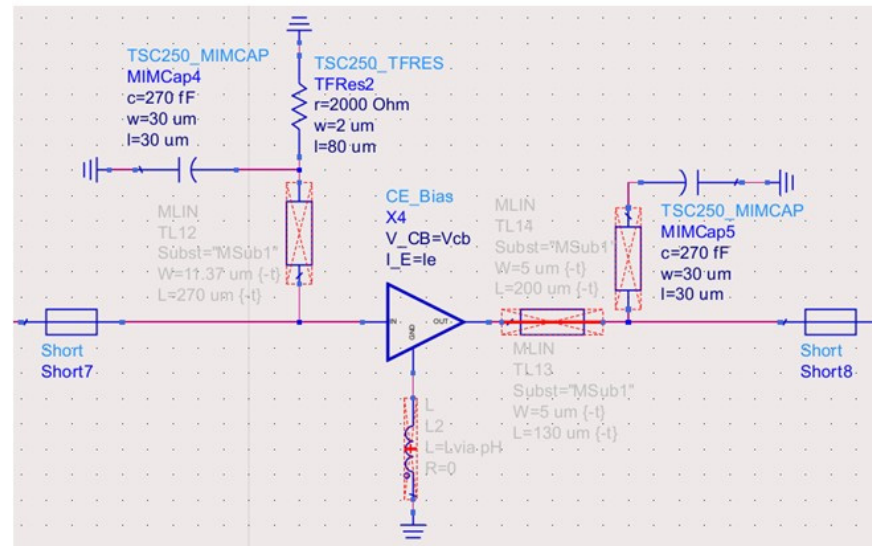 TSC250_MIMCAP
MIMCap4
c=270 fF
w=30 um
l=30 um
TSC250_TFRES
TFRes2
r=2000 Ohm
w=2 um
l=80 um
MLIN
TL12
Subst="MSub1"
W=11.37 um {-t}
L=270 um {-t}
CE_Bias
X4
V_CB=Vcb
I_E=Ie
MLIN
TL14
Subst="MSub1"
W=5 um {-t}
L=200 um {-t}
TSC250_MIMCAP
MIMCap5
c=270 fF
w=30 um
l=30 um
IN
OUT
GND
Short
Short7
MLIN
TL13
Subst="MSub1"
W=5 um {-t}
L=130 um {-t}
Short
Short8
L
L2
L=Lvia pH
R=0